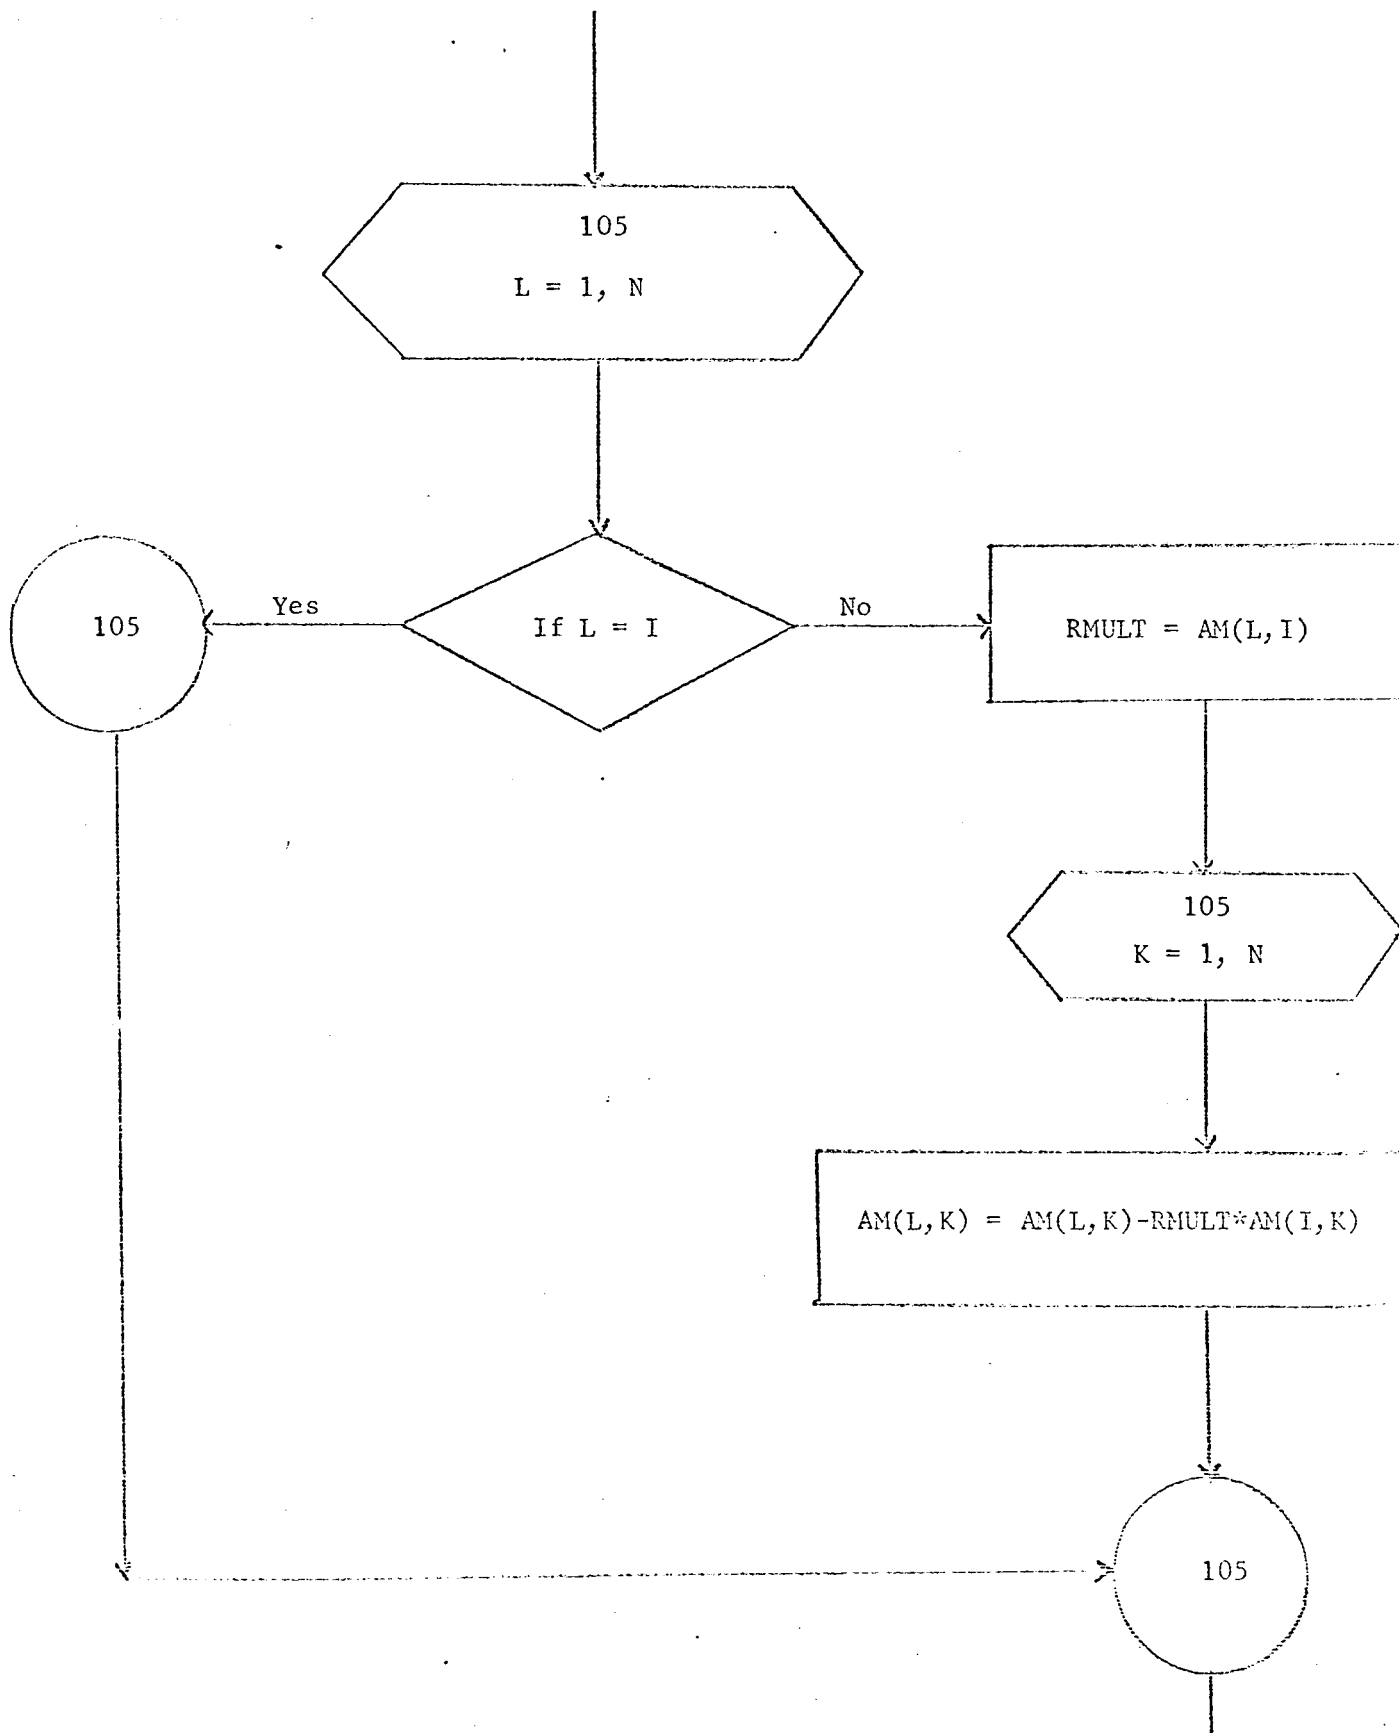 105
L = 1, N
105
Yes
If L = I
No
RMULT = AM(L,I)
105
K = 1, N
AM(L,K) = AM(L,K)-RMULT*AM(I,K)
105